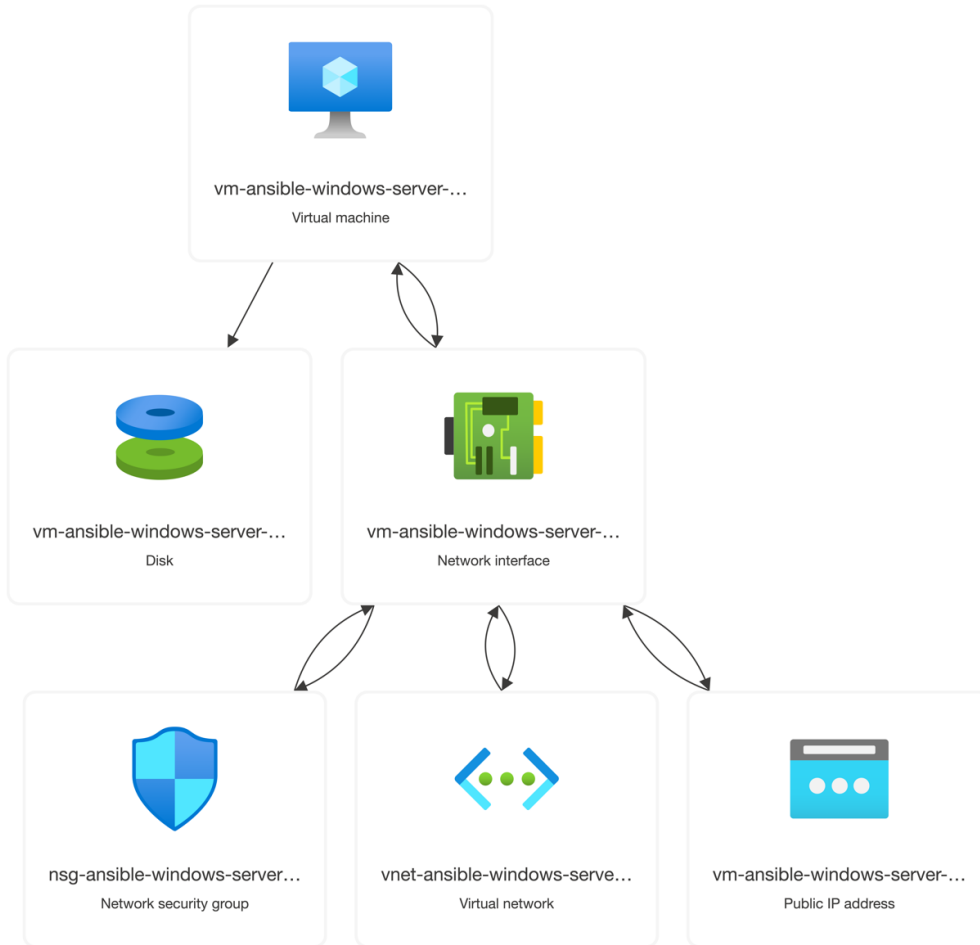 vm-ansible-windows-server-...
Virtual machine
vm-ansible-windows-server-...
Disk
vm-ansible-windows-server-...
Network interface
nsg-ansible-windows-server...
Network security group
vnet-ansible-windows-serve...
Virtual network
vm-ansible-windows-server-...
Public IP address